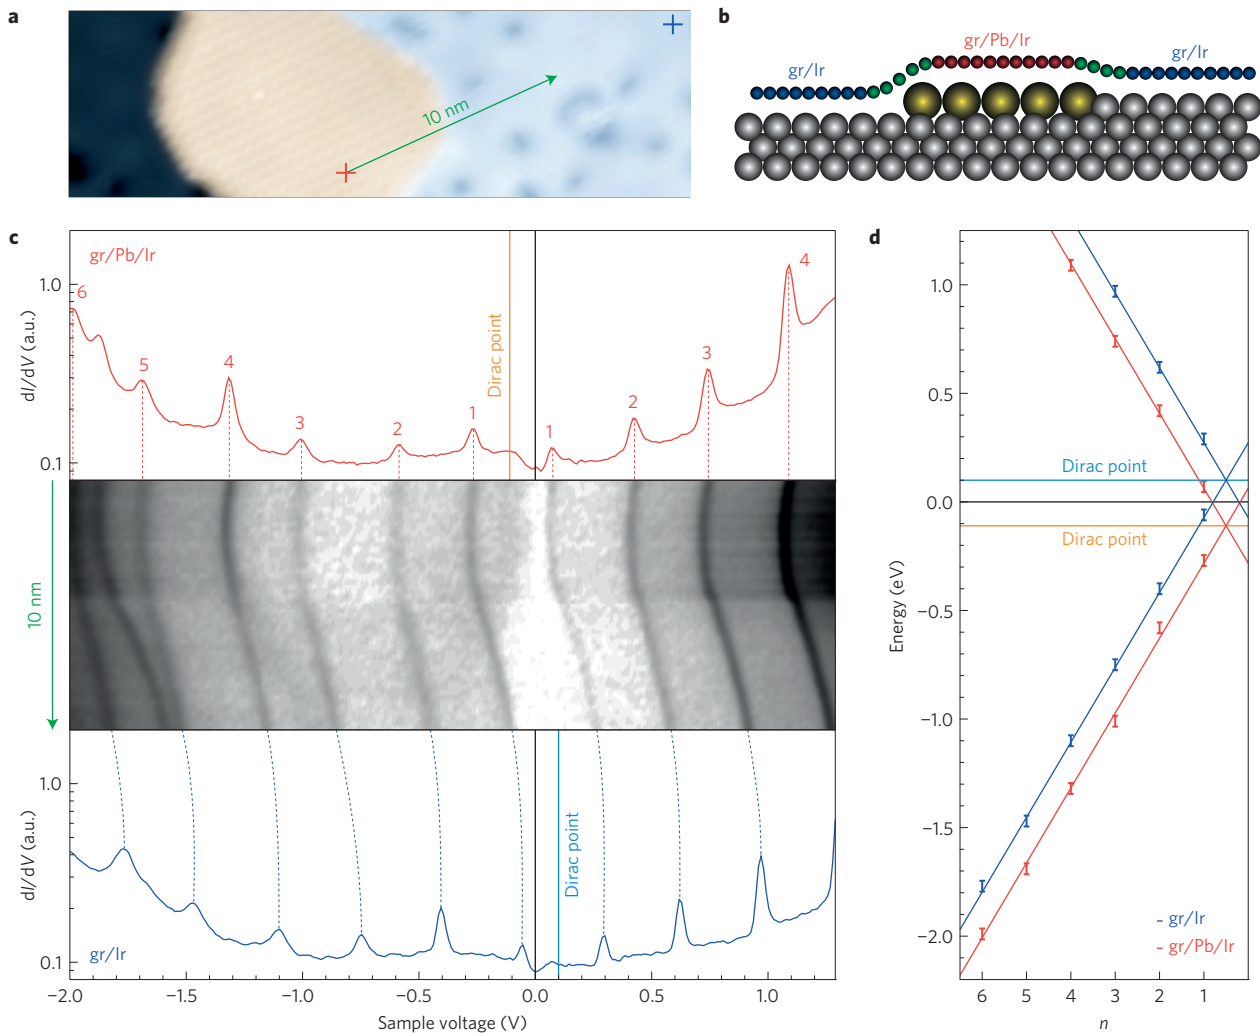 a
10 nm
b
gr/Ir
gr/Pb/Ir
gr/Ir
c
gr/Pb/Ir
dI/dV (a.u.)
1.0
0.1
6
5
4
3
2
1
Dirac point
1
2
3
4
10 nm
dI/dV (a.u.)
1.0
0.1
gr/Ir
Dirac point
−2.0 −1.5 −1.0 −0.5 0.0 0.5 1.0
Sample voltage (V)
d
Energy (eV)
1.0
0.5
0.0
−0.5
−1.0
−1.5
−2.0
Dirac point
Dirac point
gr/Ir
gr/Pb/Ir
6 5 4 3 2 1
n